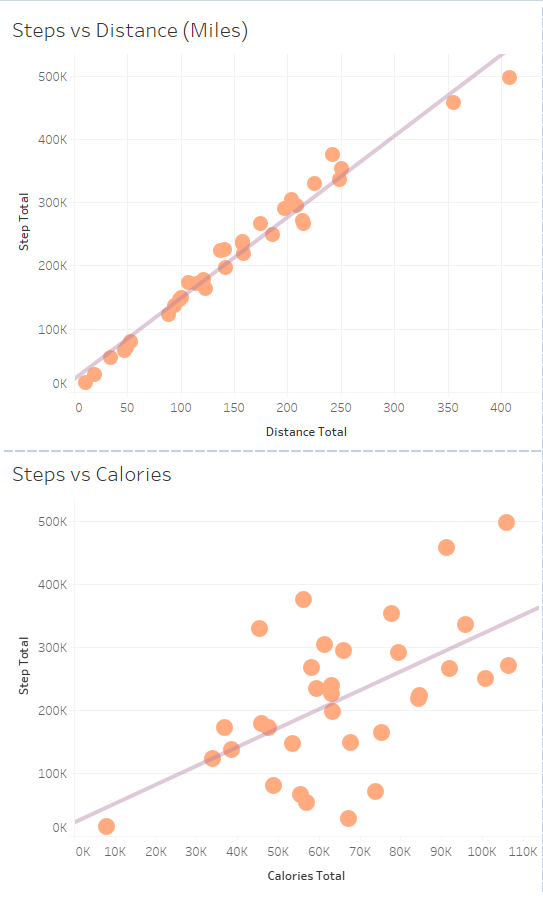 Steps vs Distance (Miles)
500K
400K
300K
200K
100K
0K
Step Total
0 50 100 150 200 250 300 350 400
Distance Total
Steps vs Calories
500K
400K
300K
200K
100K
0K
Step Total
0K 10K 20K 30K 40K 50K 60K 70K 80K 90K 100K 110K
Calories Total